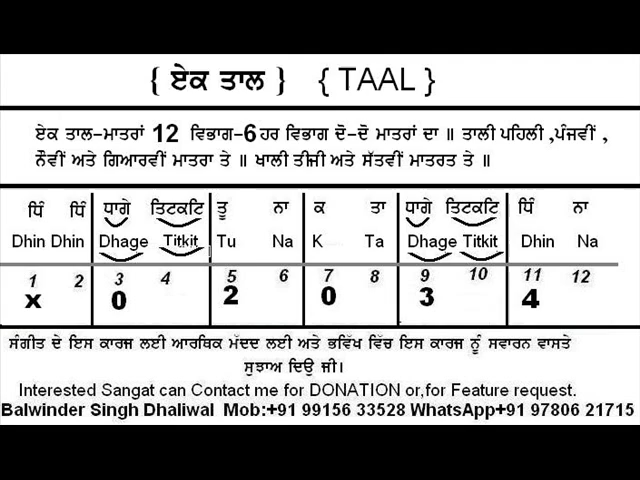 { ਏਕ ਤਾਲ } { TAAL }
ਏਕ ਤਾਲ-ਮਾਤਰਾਂ 12 ਵਿਭਾਗ-6 ਹਰ ਵਿਭਾਗ ਦੋ-ਦੋ ਮਾਤਰਾਂ ਦਾ ॥ ਤਾਲੀ ਪਹਿਲੀ ,ਪੰਜਵੀਂ ,
ਨੌਵੀਂ ਅਤੇ ਗਿਆਰਵੀਂ ਮਾਤਰਾ ਤੇ ॥ ਖਾਲੀ ਤੀਜੀ ਅਤੇ ਸੱਤਵੀਂ ਮਾਤਰਤ ਤੇ ॥
ਧਿੰ ਧਿੰ ਧਾਗੇ ਤਿਟਕਟਿ ਤੂ ਨਾ ਕ ਤਾ ਧਾਗੇ ਤਿਟਕਟਿ ਧਿੰ ਨਾ
Dhin Dhin Dhage Titkit Tu Na K Ta Dhage Titkit Dhin Na
1 2 3 4 5 6 7 8 9 10 11 12
x 0 2 0 3 4
ਸੰਗੀਤ ਦੇ ਇਸ ਕਾਰਜ ਲਈ ਆਰਥਿਕ ਮੱਦਦ ਲਈ ਅਤੇ ਭਵਿੱਖ ਵਿੱਚ ਇਸ ਕਾਰਜ ਨੂੰ ਸਵਾਰਨ ਵਾਸਤੇ
ਸੁਝਾਅ ਦਿਉ ਜੀ।
Interested Sangat can Contact me for DONATION or,for Feature request.
Balwinder Singh Dhaliwal Mob:+91 99156 33528 WhatsApp+91 97806 21715